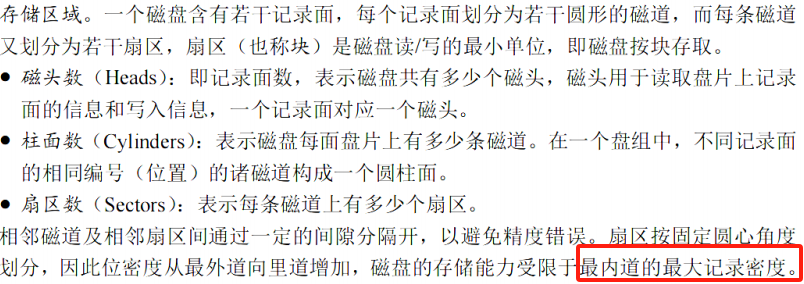 存储区域。一个磁盘含有若干记录面，每个记录面划分为若干圆形的磁道，而每条磁道
又划分为若干扇区，扇区（也称块）是磁盘读/写的最小单位，即磁盘按块存取。
● 磁头数（Heads）：即记录面数，表示磁盘共有多少个磁头，磁头用于读取盘片上记录
面的信息和写入信息，一个记录面对应一个磁头。
● 柱面数（Cylinders）：表示磁盘每面盘片上有多少条磁道。在一个盘组中，不同记录面
的相同编号（位置）的诸磁道构成一个圆柱面。
● 扇区数（Sectors）：表示每条磁道上有多少个扇区。
相邻磁道及相邻扇区间通过一定的间隙分隔开，以避免精度错误。扇区按固定圆心角度
划分，因此位密度从最外道向里道增加，磁盘的存储能力受限于最内道的最大记录密度。